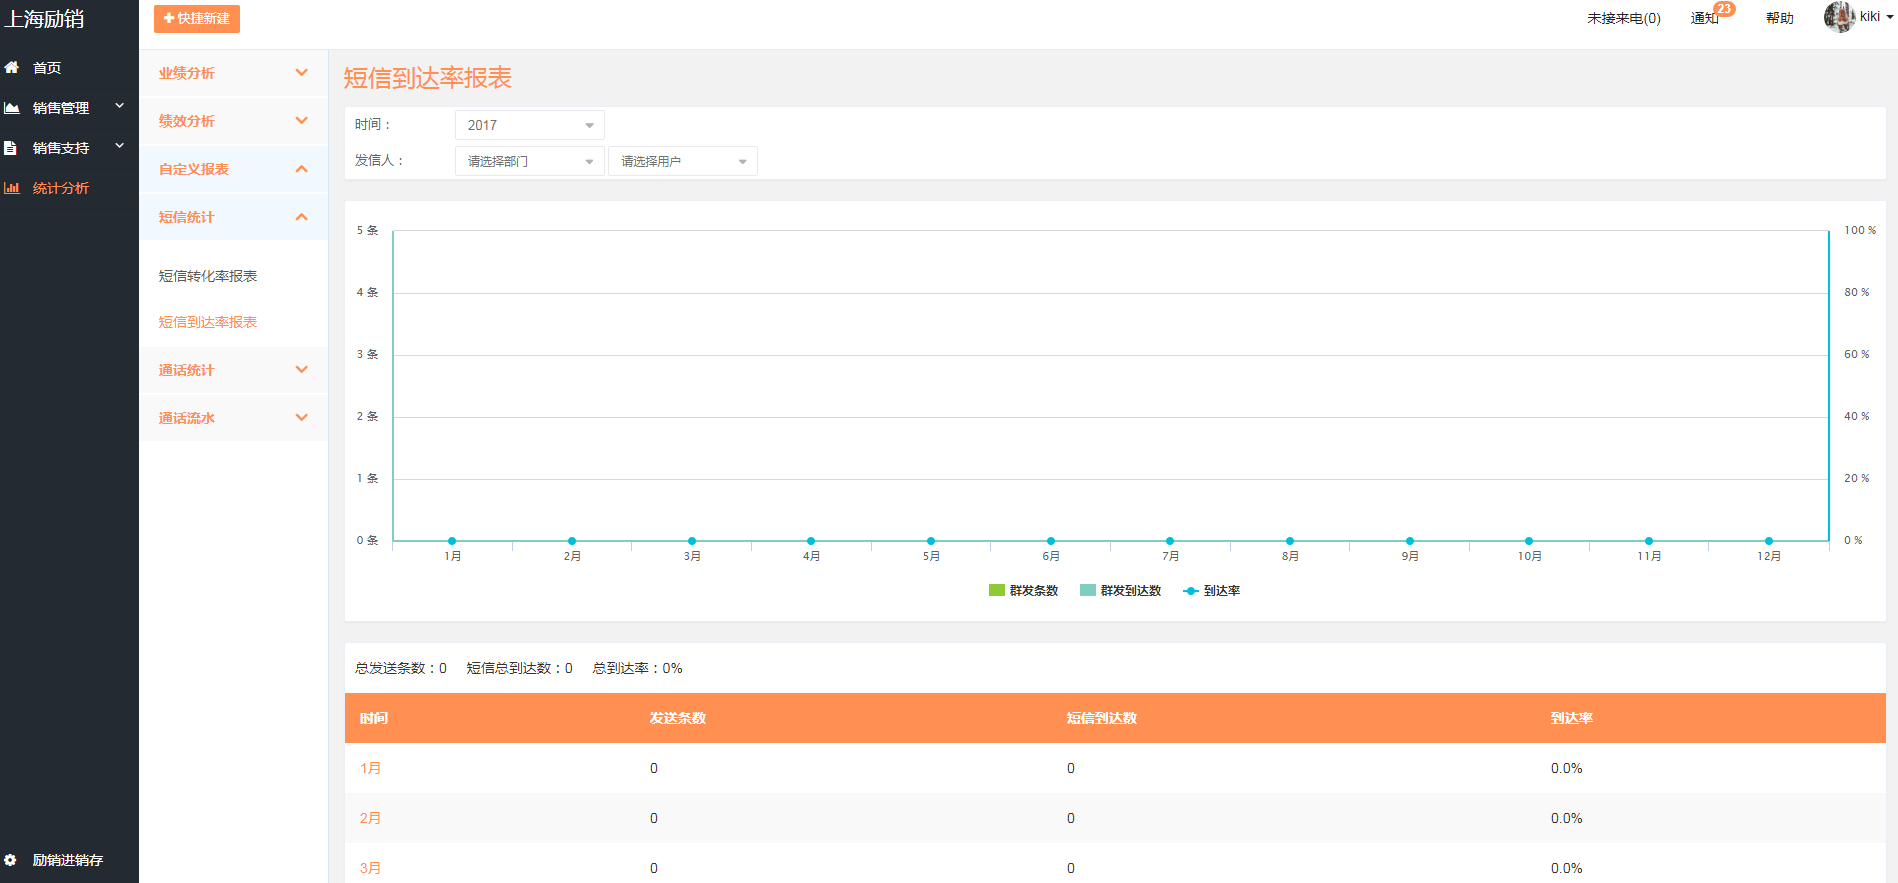 上海励销
快捷新建
未接来电(0)
通知
23
帮助
kiki
首页
销售管理
销售支持
统计分析
励销进销存
业绩分析
绩效分析
自定义报表
短信统计
短信转化率报表
短信到达率报表
通话统计
通话流水
短信到达率报表
时间：
2017
发信人：
请选择部门
请选择用户
5 条
4 条
3 条
2 条
1 条
0 条
100 %
80 %
60 %
40 %
20 %
0 %
1月 2月 3月 4月 5月 6月 7月 8月 9月 10月 11月 12月
群发条数 群发到达数 到达率
总发送条数：0 短信总到达数：0 总到达率：0%
时间 发送条数 短信到达数 到达率
1月 0 0 0.0%
2月 0 0 0.0%
3月 0 0 0.0%